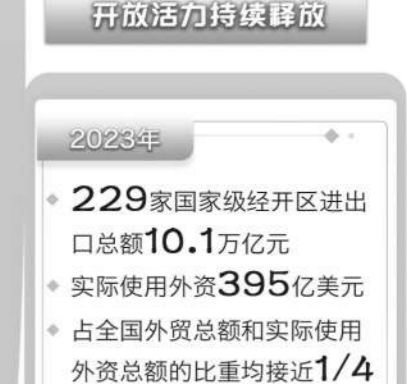 开放活力持续释放
2023年
229家国家级经开区进出
口总额10.1万亿元
实际使用外资395亿美元
占全国外贸总额和实际使用
外资总额的比重均接近1/4